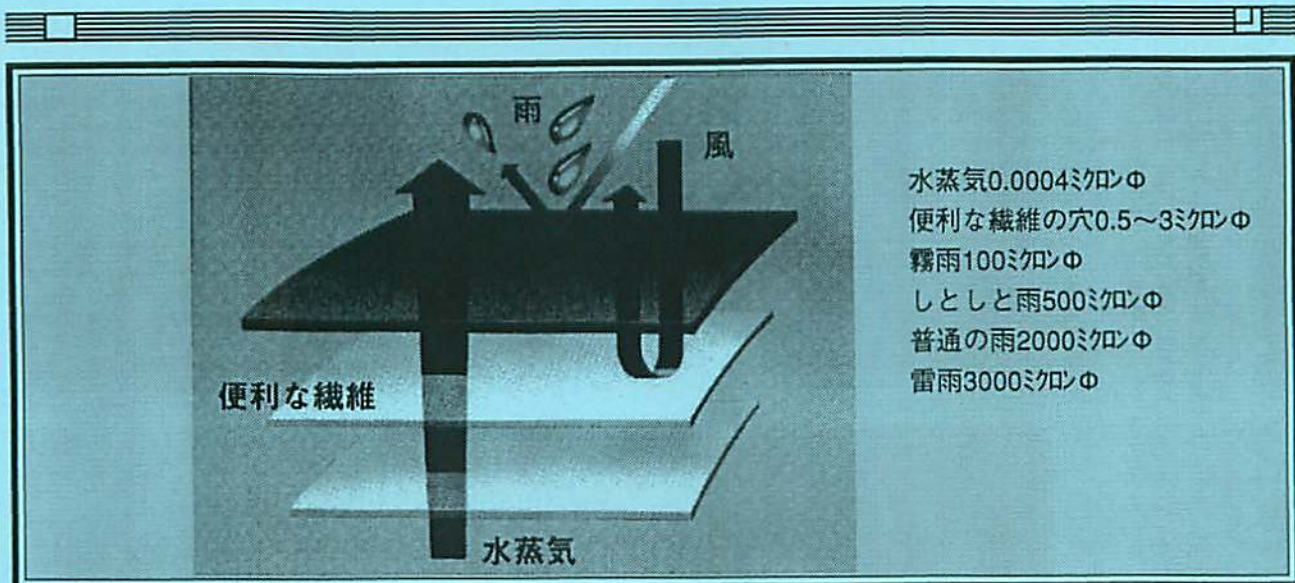 雨
風
便利な繊維
水蒸気
水蒸気0.0004ﾐｸﾛﾝΦ
便利な繊維の穴0.5～3ﾐｸﾛﾝΦ
霧雨100ﾐｸﾛﾝΦ
しとしと雨500ﾐｸﾛﾝΦ
普通の雨2000ﾐｸﾛﾝΦ
雷雨3000ﾐｸﾛﾝΦ